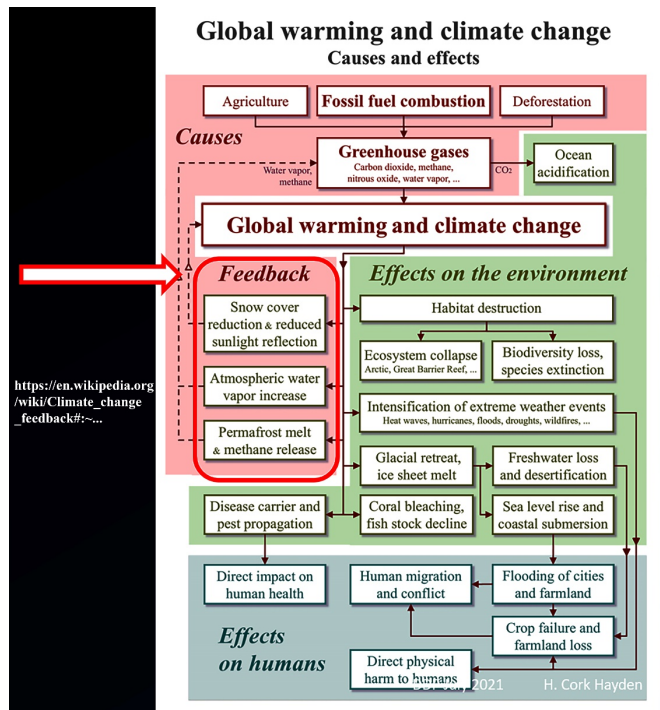 Global warming and climate change
Causes and effects
Agriculture
Fossil fuel combustion
Deforestation
Causes
Greenhouse gases
Carbon dioxide, methane,
nitrous oxide, water vapor, ...
Water vapor,
methane
CO₂
Ocean
acidification
Global warming and climate change
Feedback
Effects on the environment
Snow cover
reduction & reduced
sunlight reflection
Habitat destruction
Ecosystem collapse
Arctic, Great Barrier Reef, ...
Biodiversity loss,
species extinction
https://en.wikipedia.org
/wiki/Climate_change
_feedback#:~...
Atmospheric water
vapor increase
Intensification of extreme weather events
Heat waves, hurricanes, floods, droughts, wildfires, ...
Permafrost melt
& methane release
Glacial retreat,
ice sheet melt
Freshwater loss
and desertification
Disease carrier and
pest propagation
Coral bleaching,
fish stock decline
Sea level rise and
coastal submersion
Direct impact on
human health
Human migration
and conflict
Flooding of cities
and farmland
Effects
on humans
Crop failure and
farmland loss
Direct physical
harm to humans
2021
H. Cork Hayden